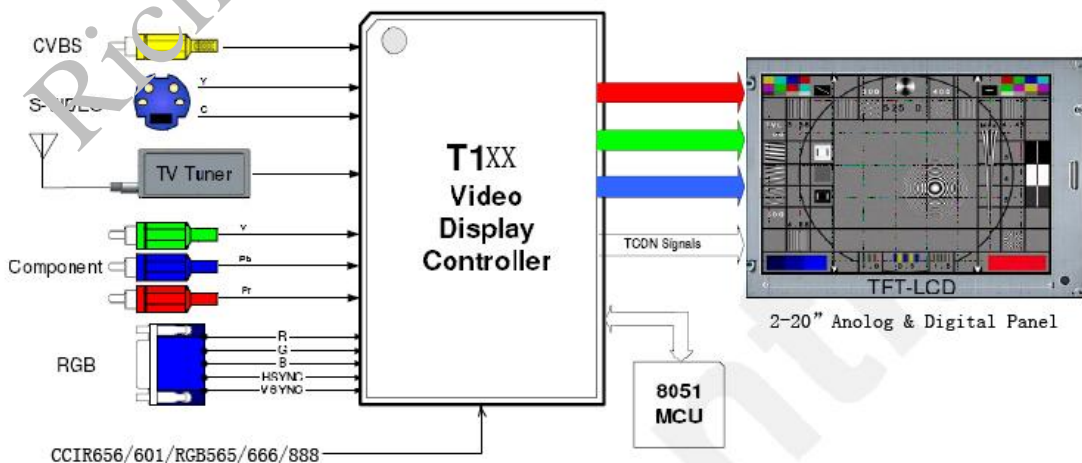 CVBS
Y
C
TV Tuner
T1XX
Video
Display
Controller
TCON Signals
TFT-LCD
2-20” Anolog & Digital Panel
Component
Pb
Pr
RGB
R
G
B
HSYNC
VSYNC
8051
MCU
CCIR656/601/RGB565/666/888